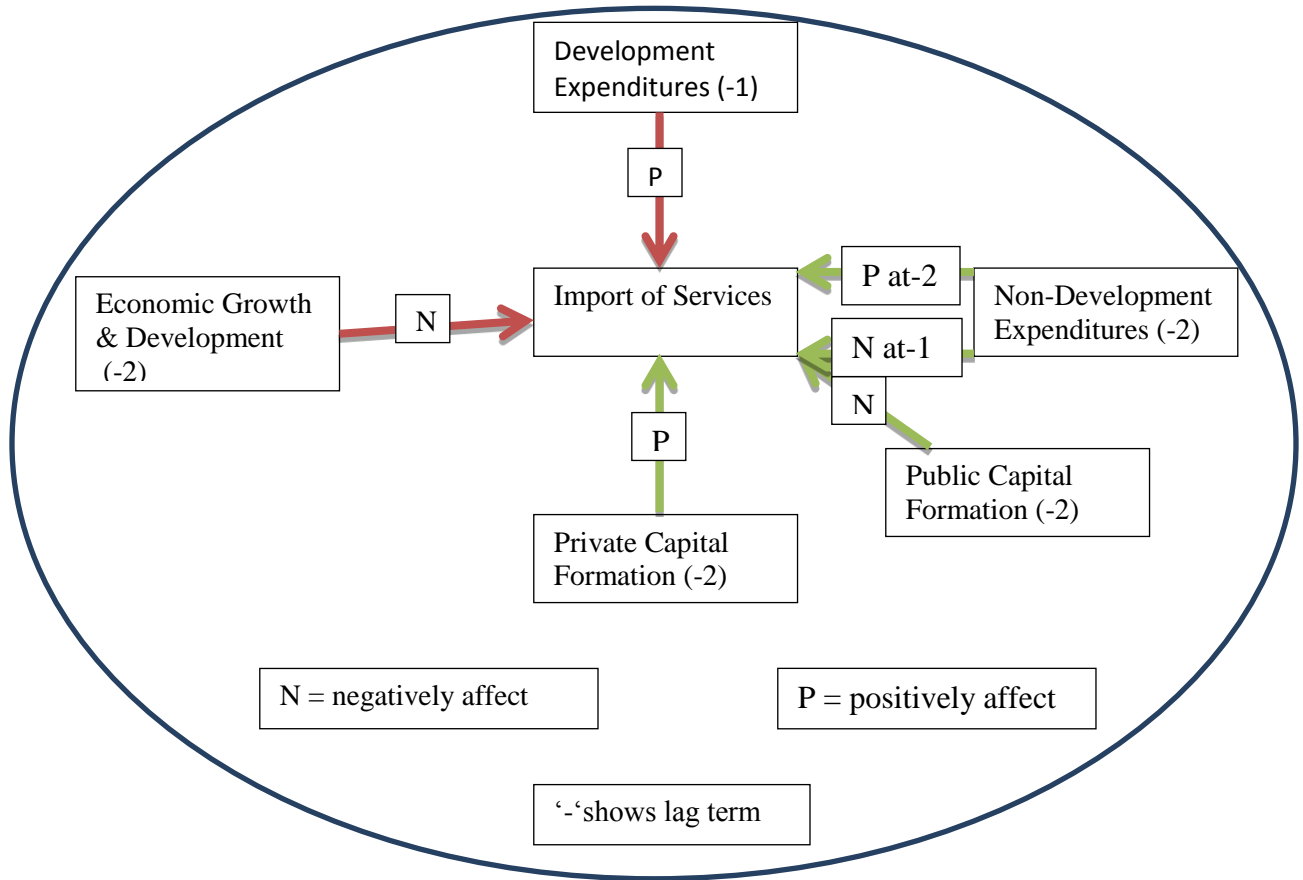 Development
Expenditures (-1)
P
Import of Services
P at-2
Non-Development
Expenditures (-2)
Economic Growth
& Development
(-2)
N
N at-1
N
P
Public Capital
Formation (-2)
Private Capital
Formation (-2)
N = negatively affect
P = positively affect
‘-‘shows lag term